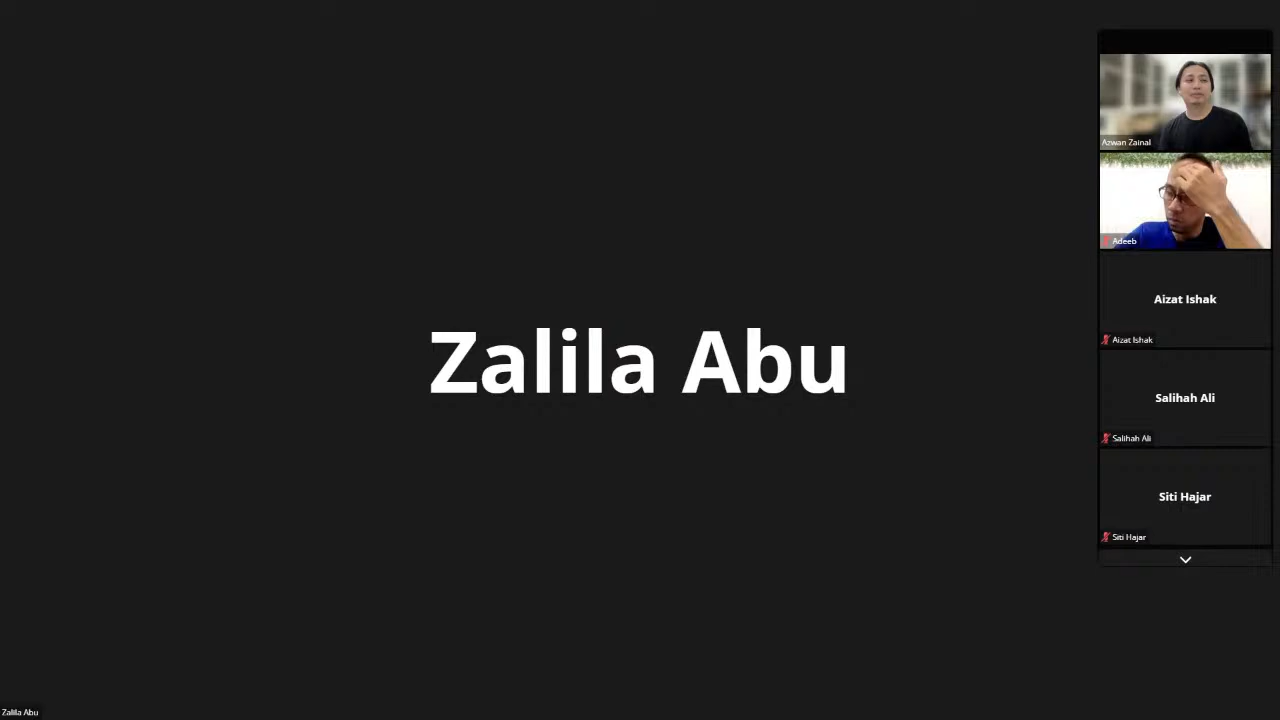 Zalila Abu
Azwan Zainal
Adeeb
Aizat Ishak
Aizat Ishak
Salihah Ali
Salihah Ali
Siti Hajar
Siti Hajar
Zalila Abu